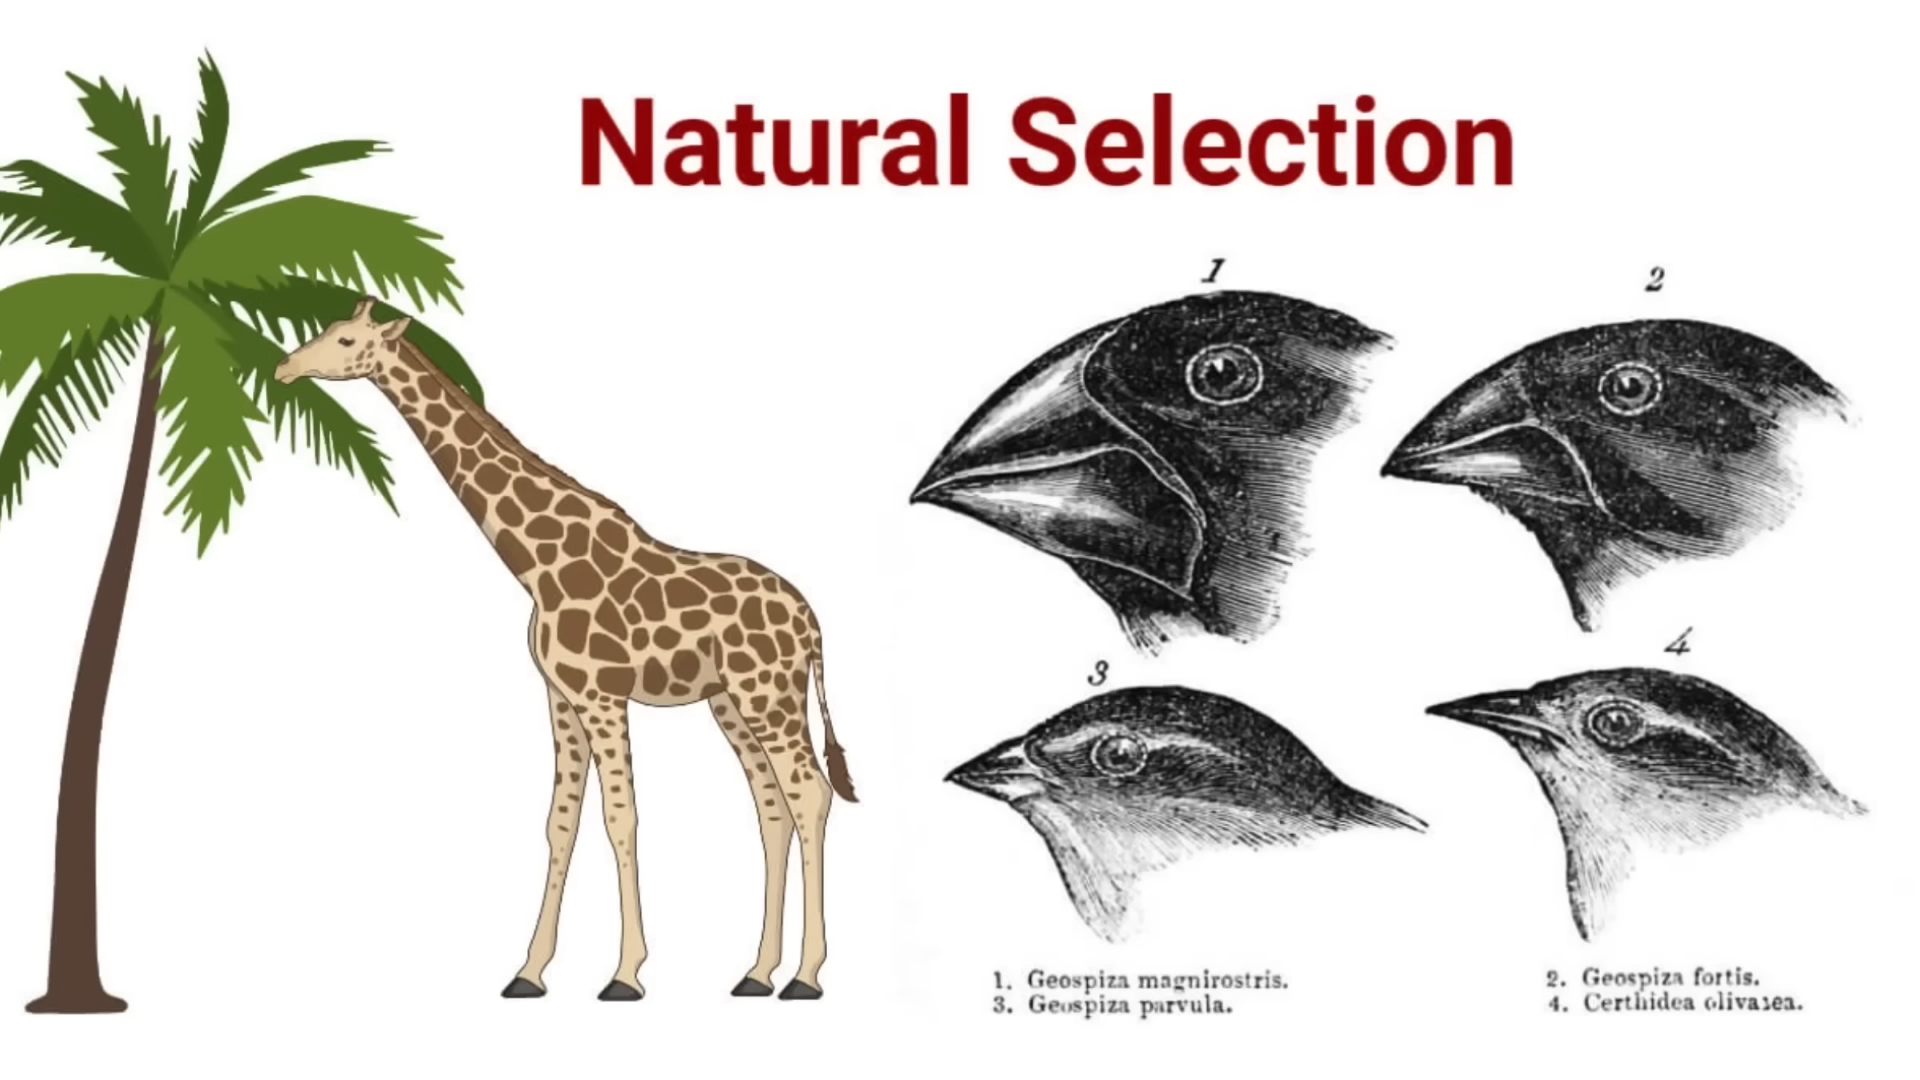 Natural Selection
1
2
3
4
1. Geospiza magnirostris.
2. Geospiza fortis.
3. Geospiza parvula.
4. Certhidea olivasea.